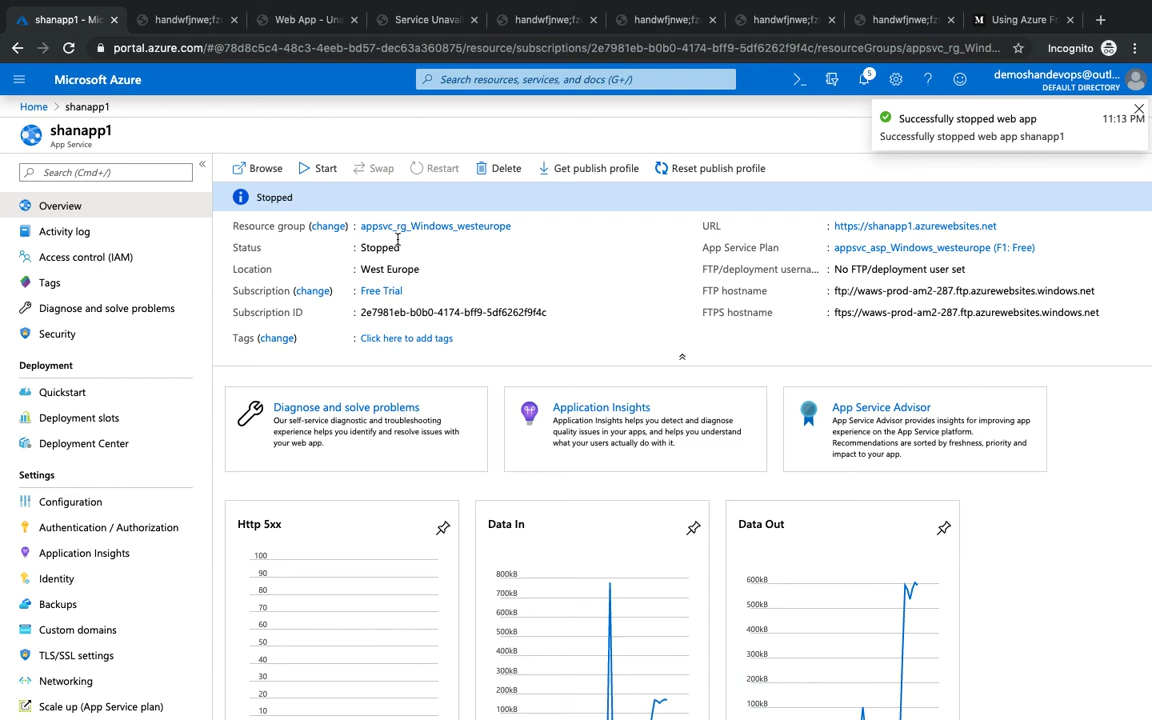 shanapp1 - Mic
handwfjnwe;fz
Web App - Una
Service Unavai
handwfjnwe;fzs
handwfjnwe;fz
handwfjnwe;fz
handwfjnwe;fz
Using Azure Fr
portal.azure.com/#@78d8c5c4-48c3-4eeb-bd57-dec63a360875/resource/subscriptions/2e7981eb-b0b0-4174-bff9-5df6262f9f4c/resourceGroups/appsvc_rg_Wind...
Incognito
Microsoft Azure
Search resources, services, and docs (G+/)
5
demoshandevops@outl...
DEFAULT DIRECTORY
Home > shanapp1
shanapp1
App Service
Successfully stopped web app
11:13 PM
Successfully stopped web app shanapp1
Search (Cmd+/)
Browse
Start
Swap
Restart
Delete
Get publish profile
Reset publish profile
Stopped
Overview
Activity log
Access control (IAM)
Tags
Diagnose and solve problems
Security
Deployment
Quickstart
Deployment slots
Deployment Center
Settings
Configuration
Authentication / Authorization
Application Insights
Identity
Backups
Custom domains
TLS/SSL settings
Networking
Scale up (App Service plan)
Resource group (change) : appsvc_rg_Windows_westeurope
Status : Stopped
Location : West Europe
Subscription (change) : Free Trial
Subscription ID : 2e7981eb-b0b0-4174-bff9-5df6262f9f4c
Tags (change) : Click here to add tags
URL : https://shanapp1.azurewebsites.net
App Service Plan : appsvc_asp_Windows_westeurope (F1: Free)
FTP/deployment userna... : No FTP/deployment user set
FTP hostname : ftp://waws-prod-am2-287.ftp.azurewebsites.windows.net
FTPS hostname : ftps://waws-prod-am2-287.ftp.azurewebsites.windows.net
Diagnose and solve problems
Our self-service diagnostic and troubleshooting
experience helps you identify and resolve issues with
your web app.
Application Insights
Application Insights helps you detect and diagnose
quality issues in your apps, and helps you understand
what your users actually do with it.
App Service Advisor
App Service Advisor provides insights for improving app
experience on the App Service platform.
Recommendations are sorted by freshness, priority and
impact to your app.
Http 5xx
100
90
80
70
60
50
40
30
20
10
Data In
800kB
700kB
600kB
500kB
400kB
300kB
200kB
100kB
Data Out
600kB
500kB
400kB
300kB
200kB
100kB